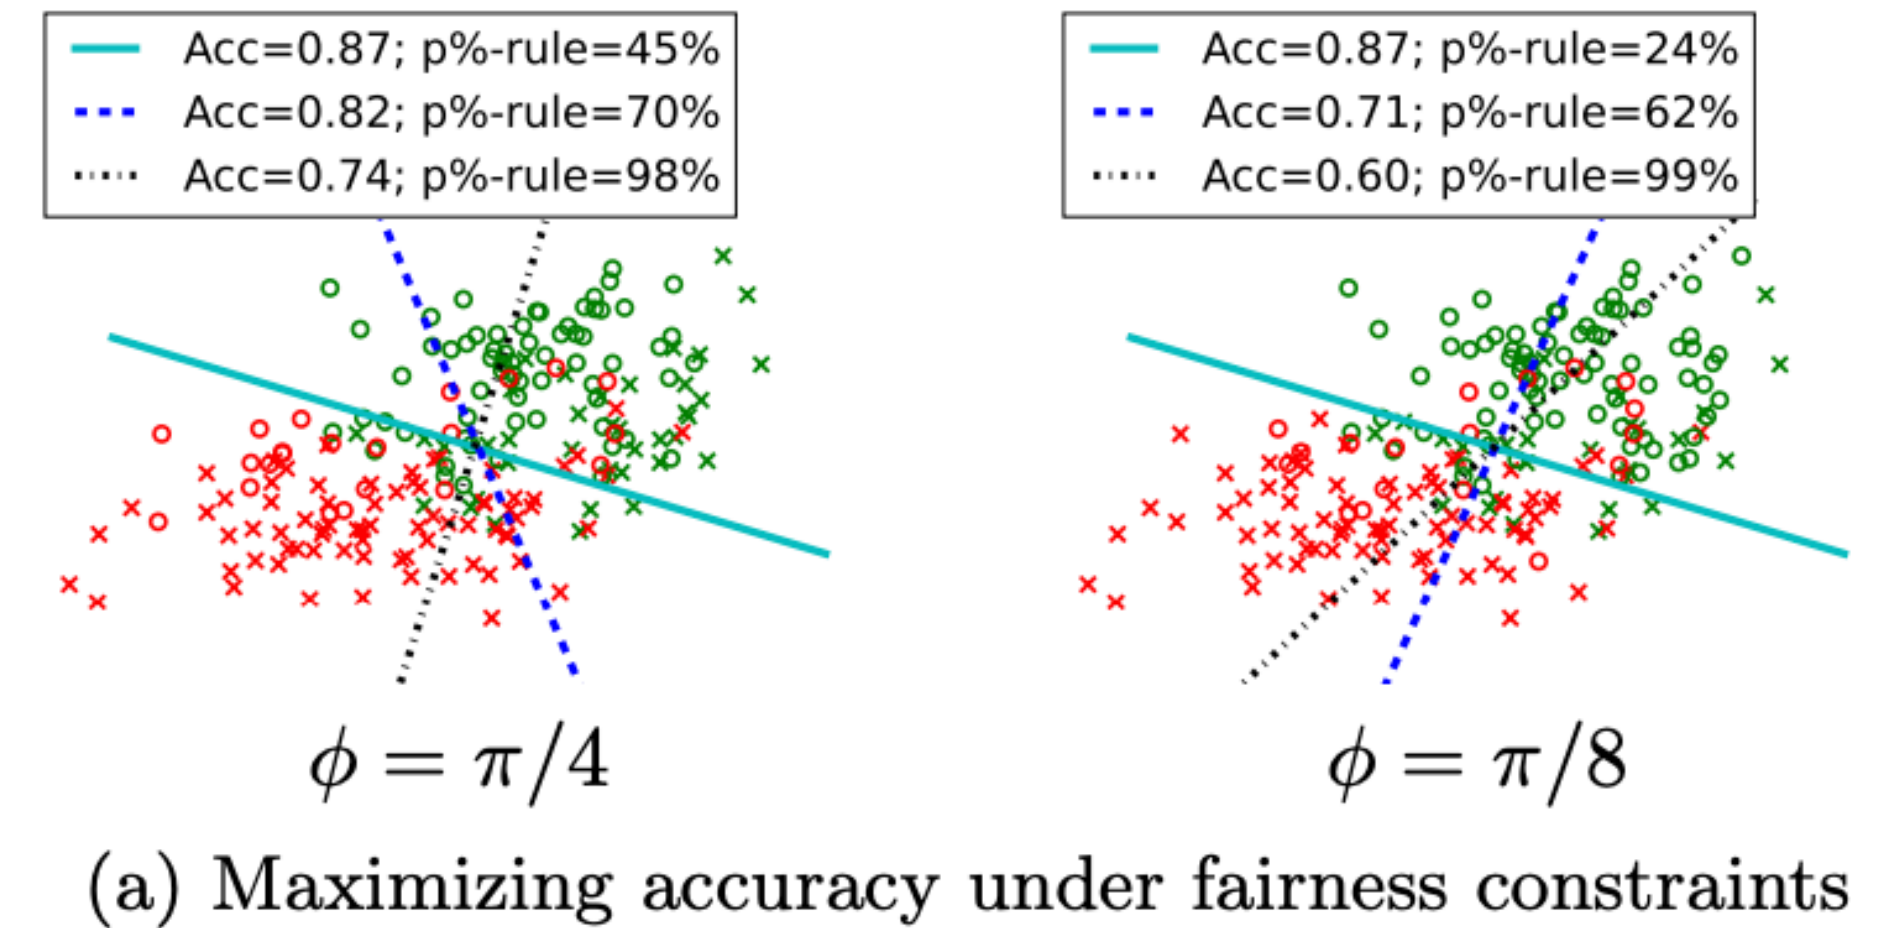 Acc=0.87; p%-rule=45%
Acc=0.82; p%-rule=70%
Acc=0.74; p%-rule=98%
Acc=0.87; p%-rule=24%
Acc=0.71; p%-rule=62%
Acc=0.60; p%-rule=99%
ϕ = π/4
ϕ = π/8
(a) Maximizing accuracy under fairness constraints